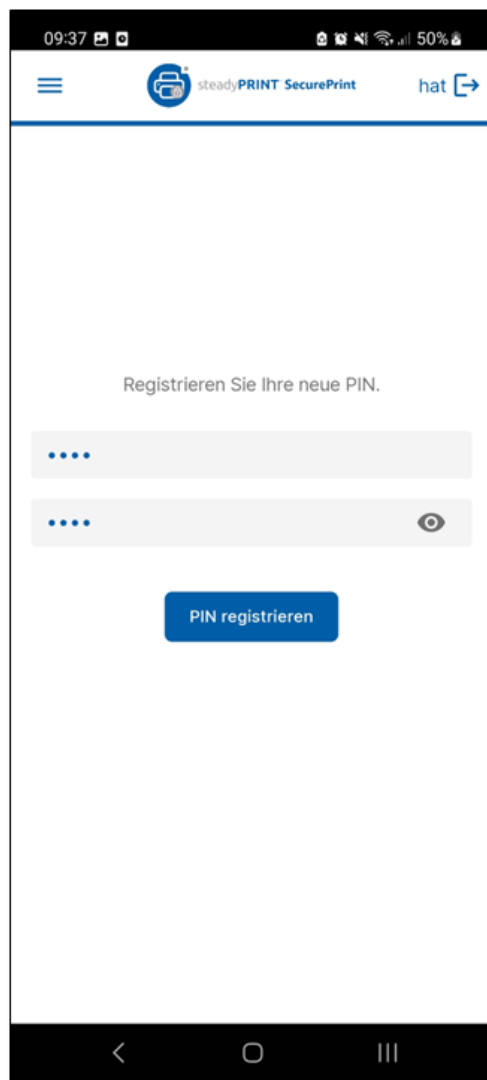 09:37 50%
steadyPRINT SecurePrint hat
Registrieren Sie Ihre neue PIN.
••••
••••
PIN registrieren